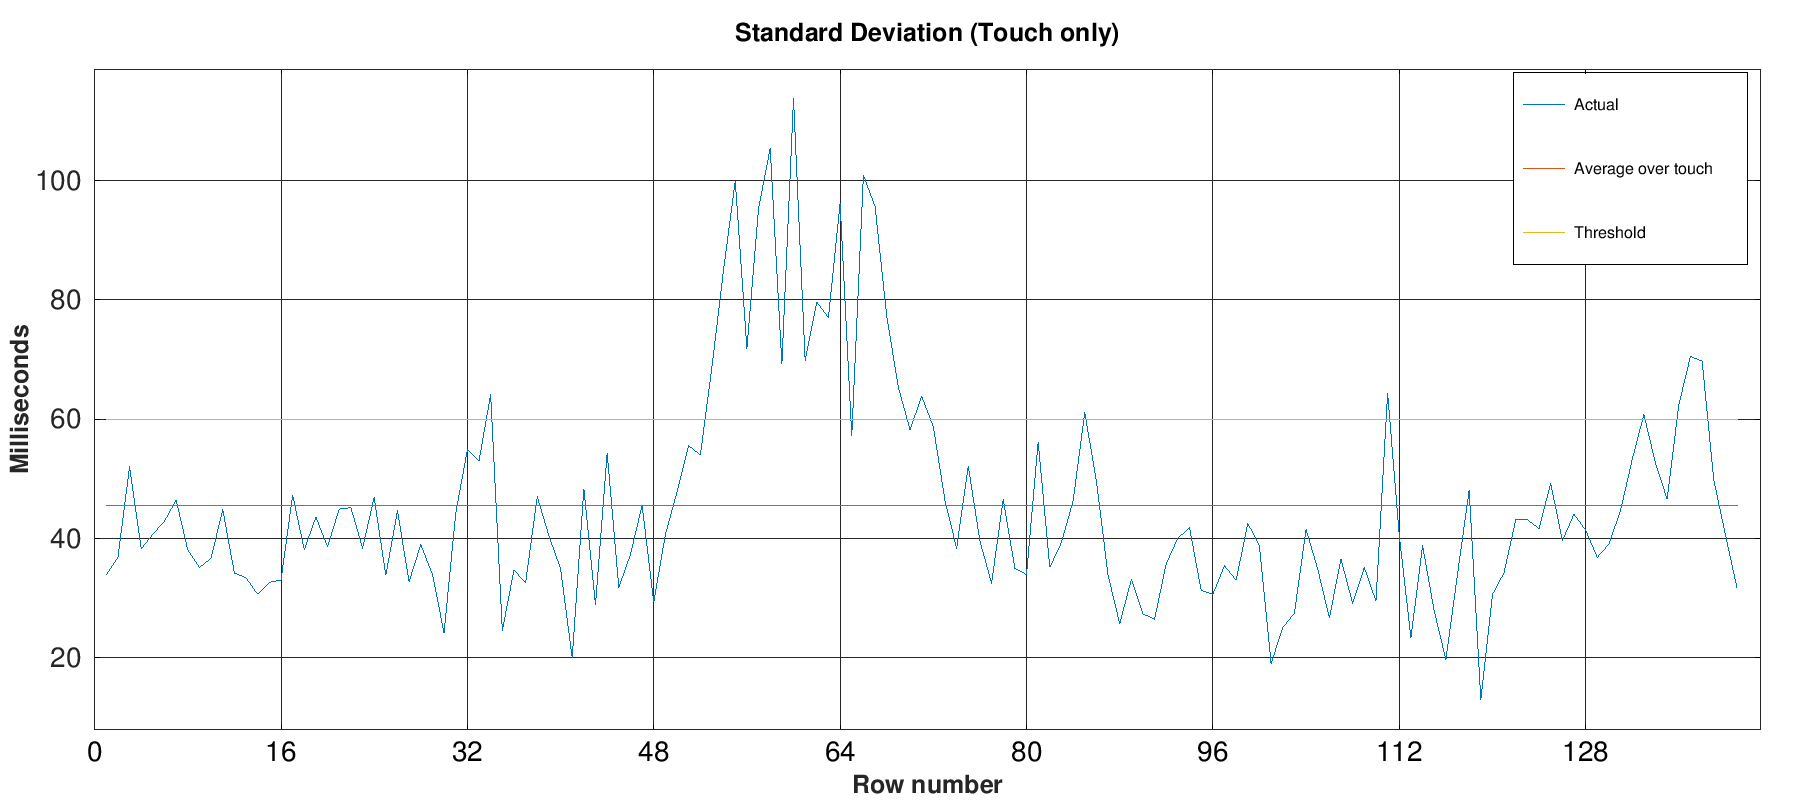 Standard Deviation (Touch only)
Actual
Average over touch
Threshold
100
80
60
40
20
Milliseconds
0 16 32 48 64 80 96 112 128
Row number